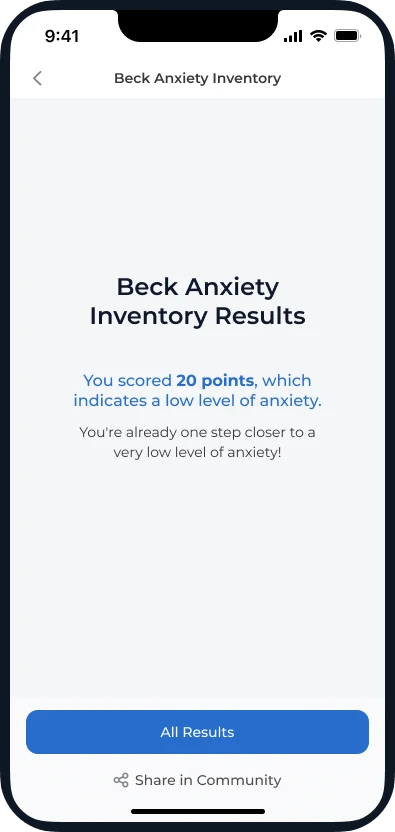 9:41
Beck Anxiety Inventory
Beck Anxiety
Inventory Results
You scored 20 points, which
indicates a low level of anxiety.
You're already one step closer to a
very low level of anxiety!
All Results
Share in Community